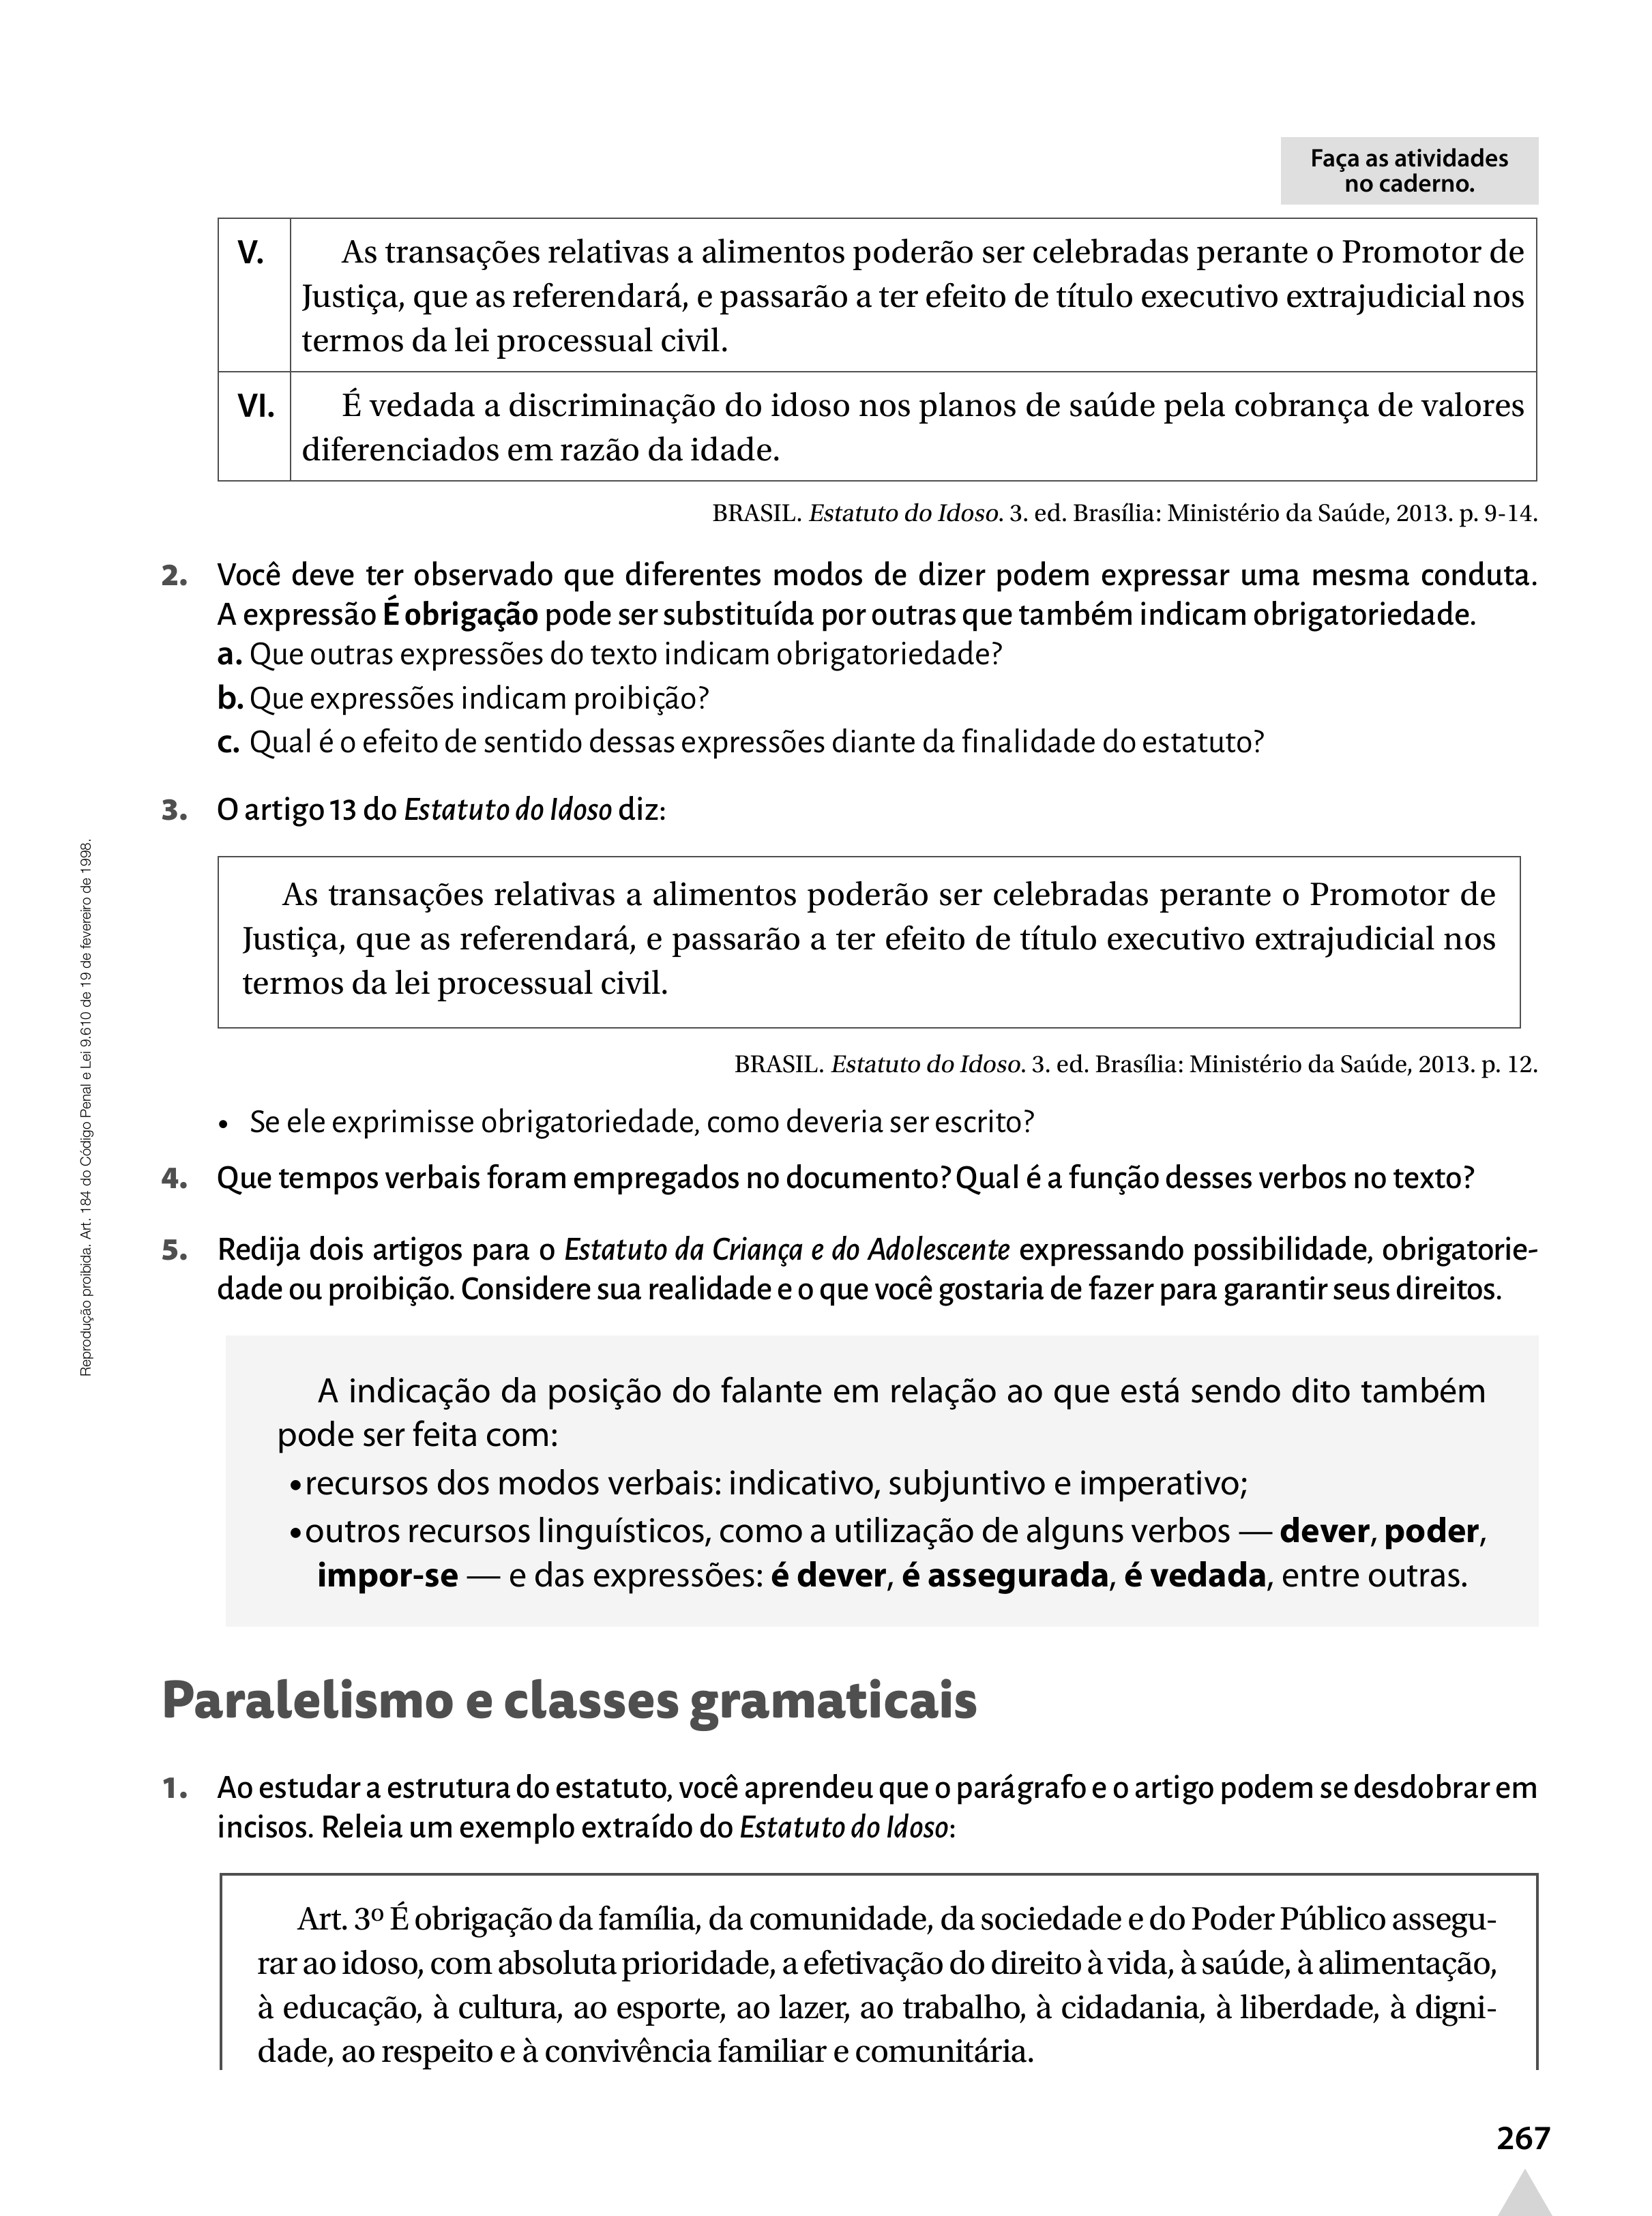 Faça as atividades
no caderno.
V.
As transações relativas a alimentos poderão ser celebradas perante o Promotor de
Justiça, que as referendará, e passarão a ter efeito de título executivo extrajudicial nos
termos da lei processual civil.
VI.
É vedada a discriminação do idoso nos planos de saúde pela cobrança de valores
diferenciados em razão da idade.
BRASIL. Estatuto do Idoso. 3. ed. Brasília: Ministério da Saúde, 2013. p. 9-14.
2. Você deve ter observado que diferentes modos de dizer podem expressar uma mesma conduta.
A expressão É obrigação pode ser substituída por outras que também indicam obrigatoriedade.
a. Que outras expressões do texto indicam obrigatoriedade?
b. Que expressões indicam proibição?
c. Qual é o efeito de sentido dessas expressões diante da finalidade do estatuto?
3. O artigo 13 do Estatuto do Idoso diz:
As transações relativas a alimentos poderão ser celebradas perante o Promotor de
Justiça, que as referendará, e passarão a ter efeito de título executivo extrajudicial nos
termos da lei processual civil.
BRASIL. Estatuto do Idoso. 3. ed. Brasília: Ministério da Saúde, 2013. p. 12.
• Se ele exprimisse obrigatoriedade, como deveria ser escrito?
4. Que tempos verbais foram empregados no documento? Qual é a função desses verbos no texto?
5. Redija dois artigos para o Estatuto da Criança e do Adolescente expressando possibilidade, obrigatorie-
dade ou proibição. Considere sua realidade e o que você gostaria de fazer para garantir seus direitos.
A indicação da posição do falante em relação ao que está sendo dito também
pode ser feita com:
•recursos dos modos verbais: indicativo, subjuntivo e imperativo;
•outros recursos linguísticos, como a utilização de alguns verbos — dever, poder,
impor-se — e das expressões: é dever, é assegurada, é vedada, entre outras.
Paralelismo e classes gramaticais
1. Ao estudar a estrutura do estatuto, você aprendeu que o parágrafo e o artigo podem se desdobrar em
incisos. Releia um exemplo extraído do Estatuto do Idoso:
Art. 3º É obrigação da família, da comunidade, da sociedade e do Poder Público assegu-
rar ao idoso, com absoluta prioridade, a efetivação do direito à vida, à saúde, à alimentação,
à educação, à cultura, ao esporte, ao lazer, ao trabalho, à cidadania, à liberdade, à digni-
dade, ao respeito e à convivência familiar e comunitária.
267
Reprodução proibida. Art. 184 do Código Penal e Lei 9.610 de 19 de fevereiro de 1998.